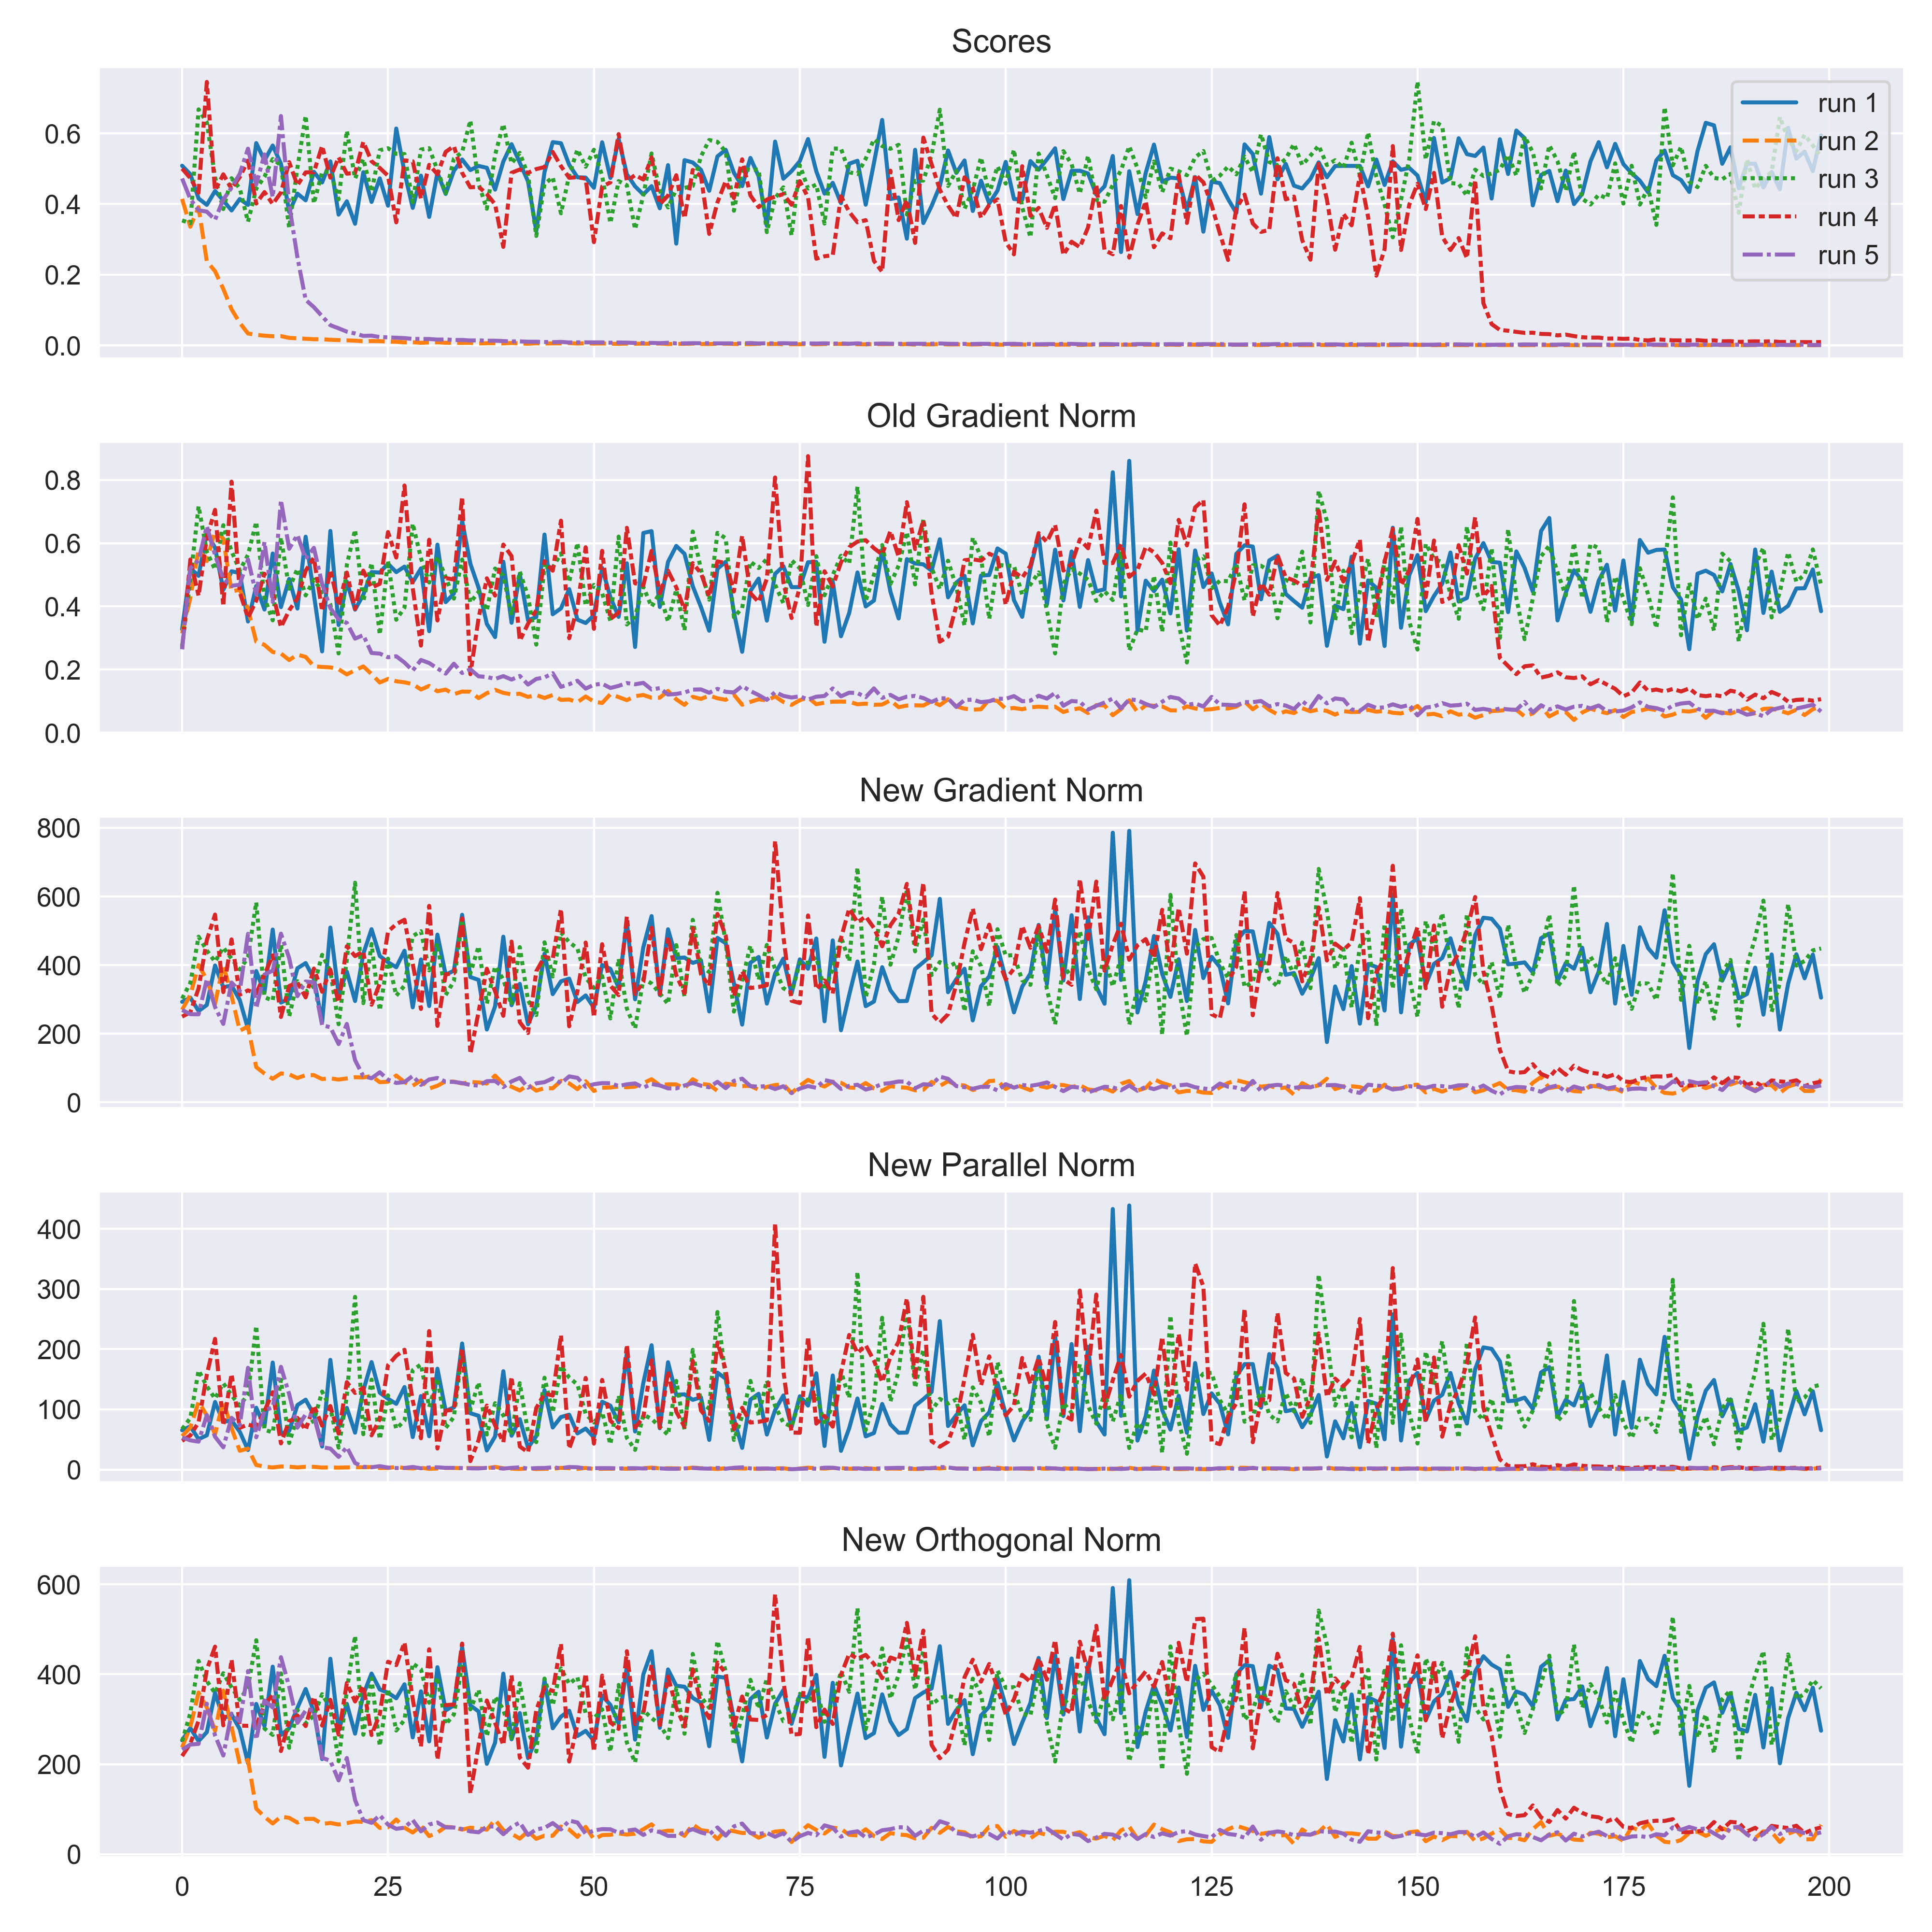 Scores
0.6
0.4
0.2
0.0
run 1
run 2
run 3
run 4
run 5
Old Gradient Norm
0.8
0.6
0.4
0.2
0.0
New Gradient Norm
800
600
400
200
0
New Parallel Norm
400
300
200
100
0
New Orthogonal Norm
600
400
200
0
0 25 50 75 100 125 150 175 200